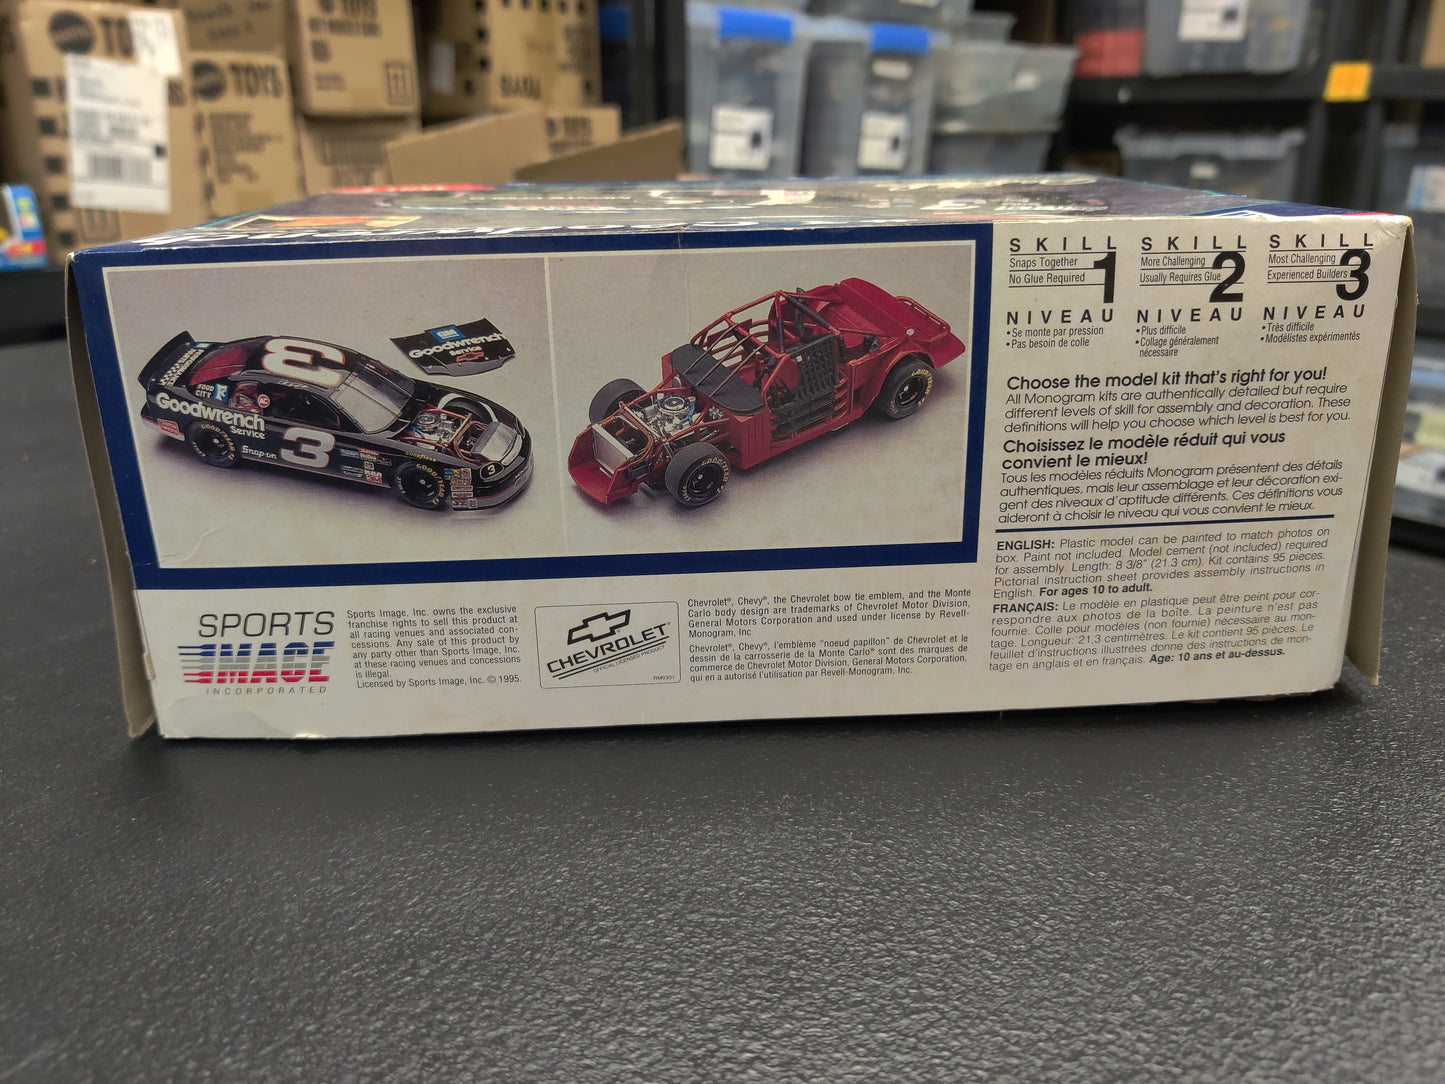 TOYS
SKILL 1
Snaps Together
No Glue Required
NIVEAU
•Se monte par pression
•Pas besoin de colle
SKILL 2
More Challenging
Usually Requires Glue
NIVEAU
•Plus difficile
•Collage généralement
nécessaire
SKILL 3
Most Challenging
Experienced Builders
NIVEAU
•Très difficile
•Modélistes expérimentés
Choose the model kit that's right for you!
All Monogram kits are authentically detailed but require
different levels of skill for assembly and decoration. These
definitions will help you choose which level is best for you.
Choisissez le modèle réduit qui vous
convient le mieux!
Tous les modèles réduits Monogram présentent des détails
authentiques, mais leur assemblage et leur décoration exi-
gent des niveaux d'aptitude différents. Ces définitions vous
aideront à choisir le niveau qui vous convient le mieux.
ENGLISH: Plastic model can be painted to match photos on
box. Paint not included. Model cement (not included) required
for assembly. Length: 8 3/8" (21.3 cm). Kit contains 95 pieces.
Pictorial instruction sheet provides assembly instructions in
English. For ages 10 to adult.
FRANÇAIS: Le modèle en plastique peut être peint pour cor-
respondre aux photos de la boîte. La peinture n'est pas
fournie. Colle pour modèles (non fournie) nécessaire au mon-
tage. Longueur: 21,3 centimètres. Le kit contient 95 pièces. Le
feuillet d'instructions illustrées donne des instructions de mon-
tage en anglais et en français. Age: 10 ans et au-dessus.
3
GM
Goodwrench
Service
FOOD
CITY
AC
Goodwrench
Service
Snap-on
3
3
GOODYEAR
SPORTS
IMAGE
INCORPORATED
Sports Image, Inc. owns the exclusive
franchise rights to sell this product at
all racing venues and associated con-
cessions. Any sale of this product by
any party other than Sports Image, Inc.
at these racing venues and concessions
is illegal.
Licensed by Sports Image, Inc. © 1995.
CHEVROLET
OFFICIAL LICENSED PRODUCT
RM0301
Chevrolet®, Chevy®, the Chevrolet bow tie emblem, and the Monte
Carlo body design are trademarks of Chevrolet Motor Division,
General Motors Corporation and used under license by Revell-
Monogram, Inc
Chevrolet®, Chevy®, l'emblème "noeud papillon" de Chevrolet et le
dessin de la carrosserie de la Monte Carlo® sont des marques de
commerce de Chevrolet Motor Division, General Motors Corporation,
qui en a autorisé l'utilisation par Revell-Monogram, Inc.